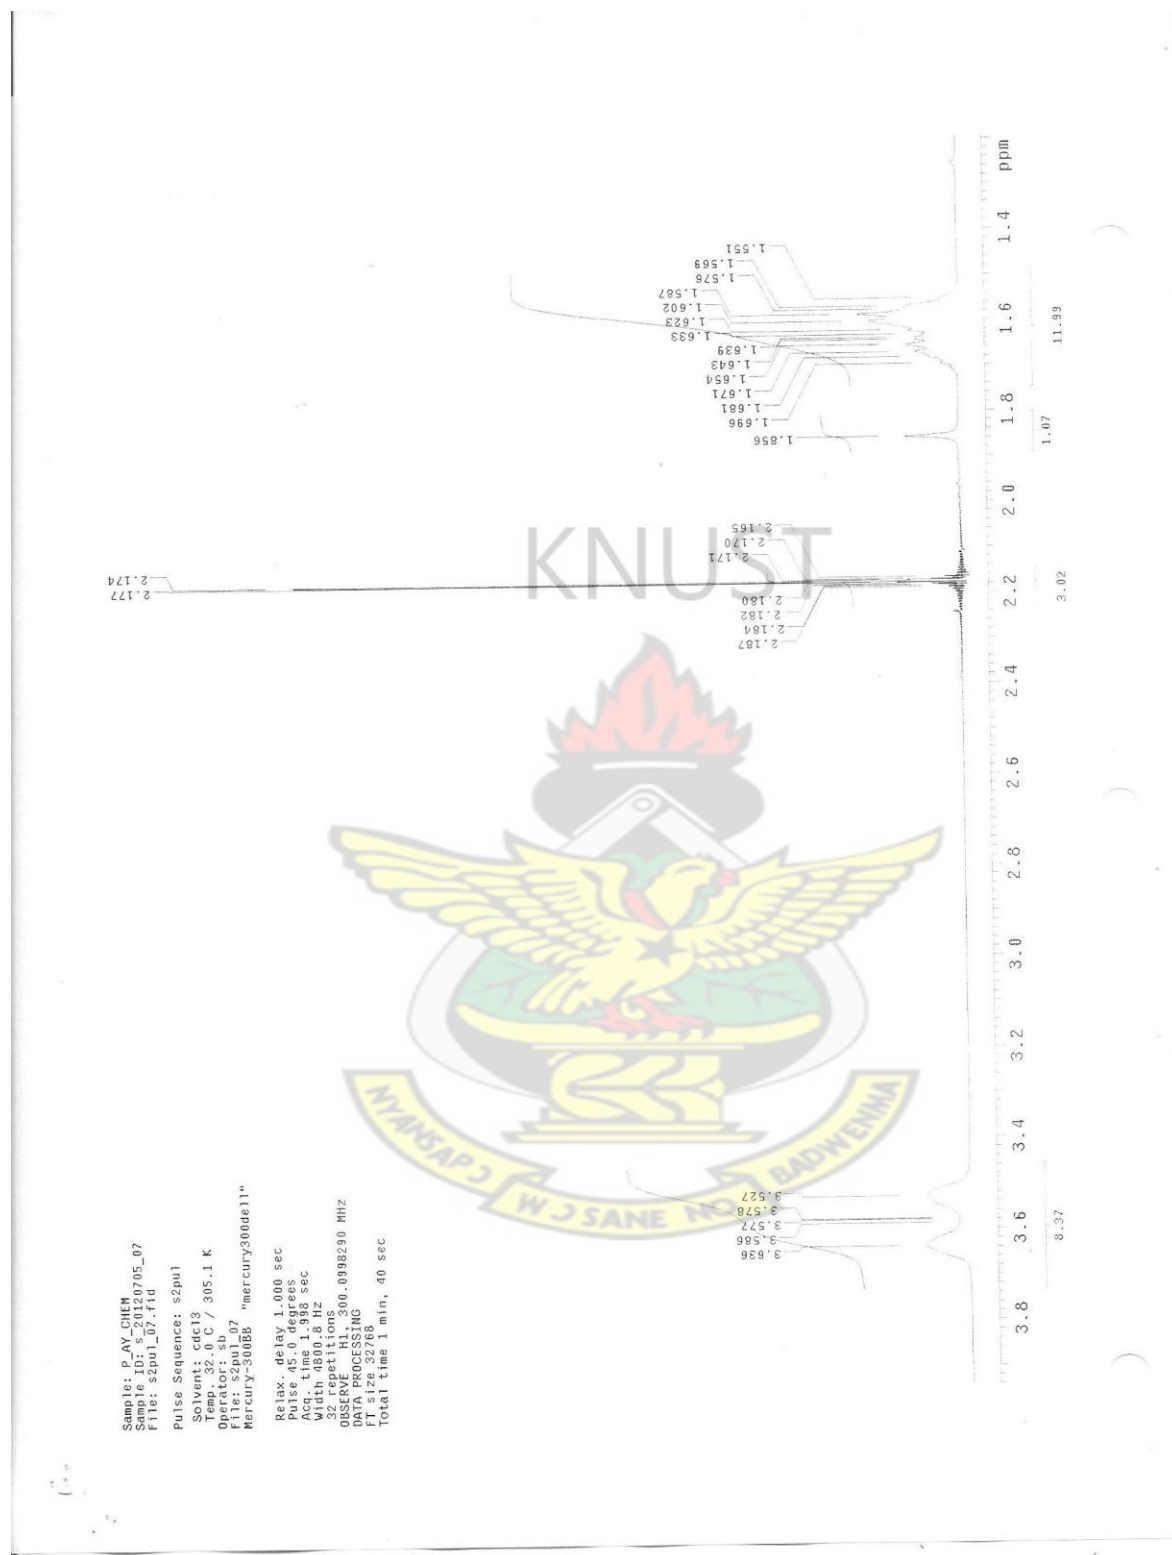 Sample: P_AY_CHEM
Sample ID: s_20120705_07
File: s2pul_07.fid
Pulse Sequence: s2pul
Solvent: cdcl3
Temp. 32.0 C / 305.1 K
Operator: sb
File: s2pul_07
Mercury-300BB "mercury300dell"
Relax. delay 1.000 sec
Pulse 45.0 degrees
Acq. time 1.998 sec
Width 4800.8 Hz
32 repetitions
OBSERVE H1, 300.0998290 MHz
DATA PROCESSING
FT size 32768
Total time 1 min, 40 sec
3.636
3.586
3.577
3.578
3.527
2.187
2.184
2.182
2.180
2.177
2.174
2.171
2.170
2.165
1.856
1.696
1.681
1.671
1.654
1.643
1.639
1.633
1.623
1.602
1.587
1.576
1.569
1.551
3.8 3.6 3.4 3.2 3.0 2.8 2.6 2.4 2.2 2.0 1.8 1.6 1.4 ppm
8.37 3.02 1.07 11.99
KNUST
NYANSAPƆ WƆSANE NO BADWENMA